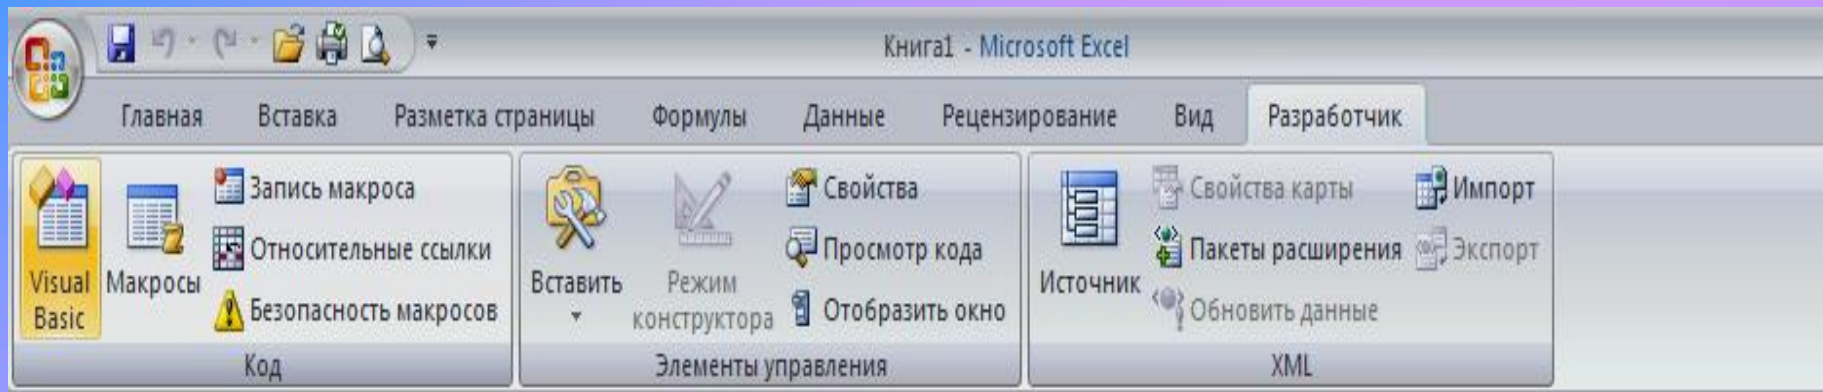 Книга1 - Microsoft Excel
Главная Вставка Разметка страницы Формулы Данные Рецензирование Вид Разработчик
Visual
Basic
Макросы
Запись макроса
Относительные ссылки
Безопасность макросов
Код
Вставить
Режим
конструктора
Свойства
Просмотр кода
Отобразить окно
Элементы управления
Источник
Свойства карты
Пакеты расширения
Обновить данные
Импорт
Экспорт
XML